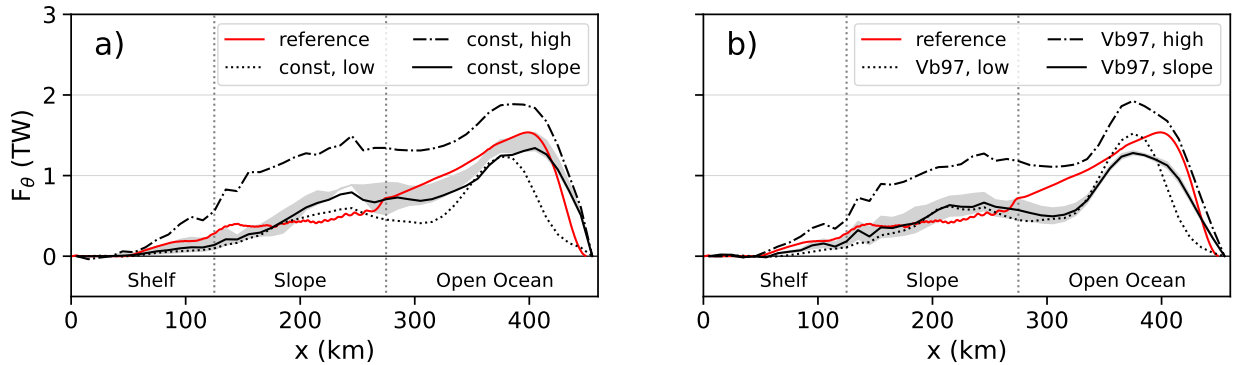 a)
reference
const, low
const, high
const, slope
F_θ (TW)
3
2
1
0
Shelf
Slope
Open Ocean
0
100
200
300
400
x (km)
b)
reference
Vb97, low
Vb97, high
Vb97, slope
Shelf
Slope
Open Ocean
0
100
200
300
400
x (km)